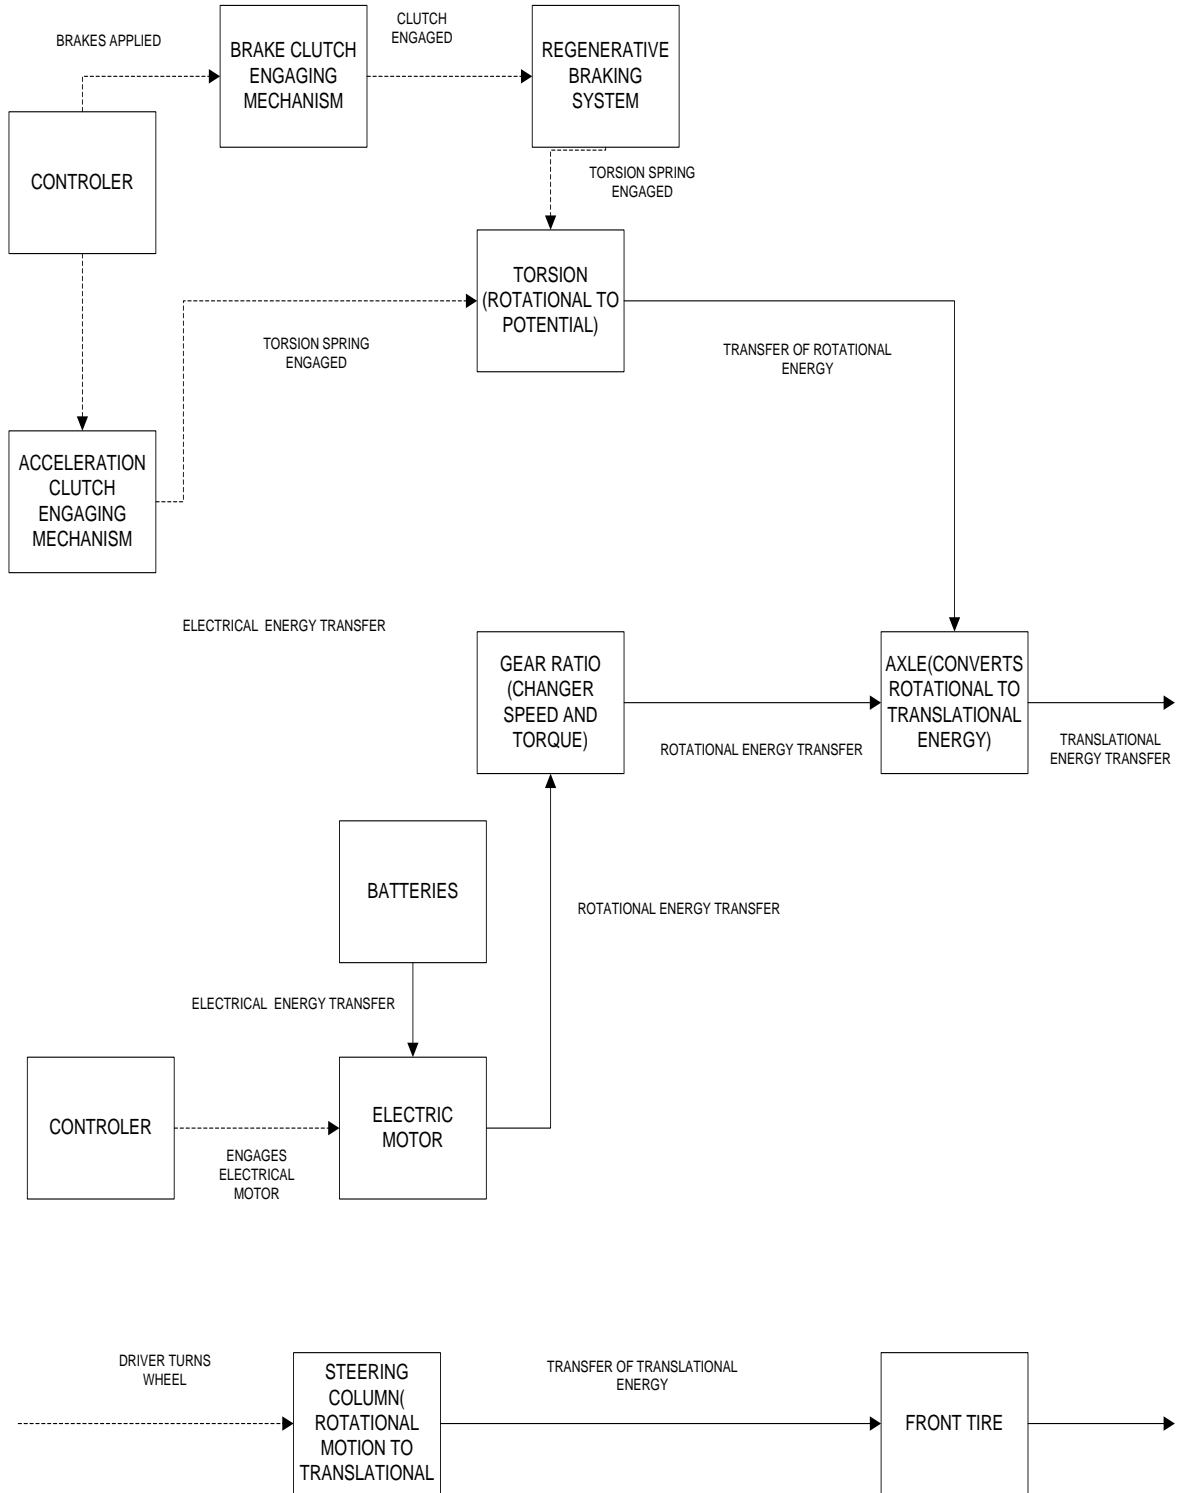 CLUTCH
ENGAGED
BRAKES APPLIED
BRAKE CLUTCH
ENGAGING
MECHANISM
REGENERATIVE
BRAKING
SYSTEM
CONTROLER
TORSION SPRING
ENGAGED
TORSION
(ROTATIONAL TO
POTENTIAL)
TORSION SPRING
ENGAGED
TRANSFER OF ROTATIONAL
ENERGY
ACCELERATION
CLUTCH
ENGAGING
MECHANISM
ELECTRICAL ENERGY TRANSFER
GEAR RATIO
(CHANGER
SPEED AND
TORQUE)
AXLE(CONVERTS
ROTATIONAL TO
TRANSLATIONAL
ENERGY)
ROTATIONAL ENERGY TRANSFER
TRANSLATIONAL
ENERGY TRANSFER
BATTERIES
ROTATIONAL ENERGY TRANSFER
ELECTRICAL ENERGY TRANSFER
CONTROLER
ELECTRIC
MOTOR
ENGAGES
ELECTRICAL
MOTOR
DRIVER TURNS
WHEEL
STEERING
COLUMN(
ROTATIONAL
MOTION TO
TRANSLATIONAL
TRANSFER OF TRANSLATIONAL
ENERGY
FRONT TIRE